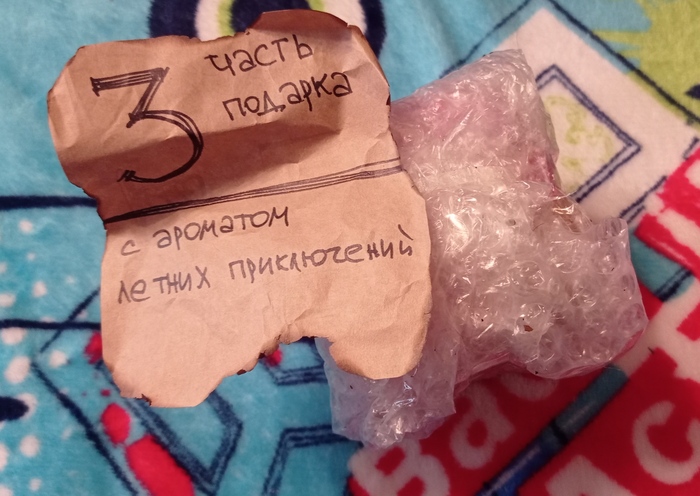 3 часть
подарка
с ароматом
летних приключений